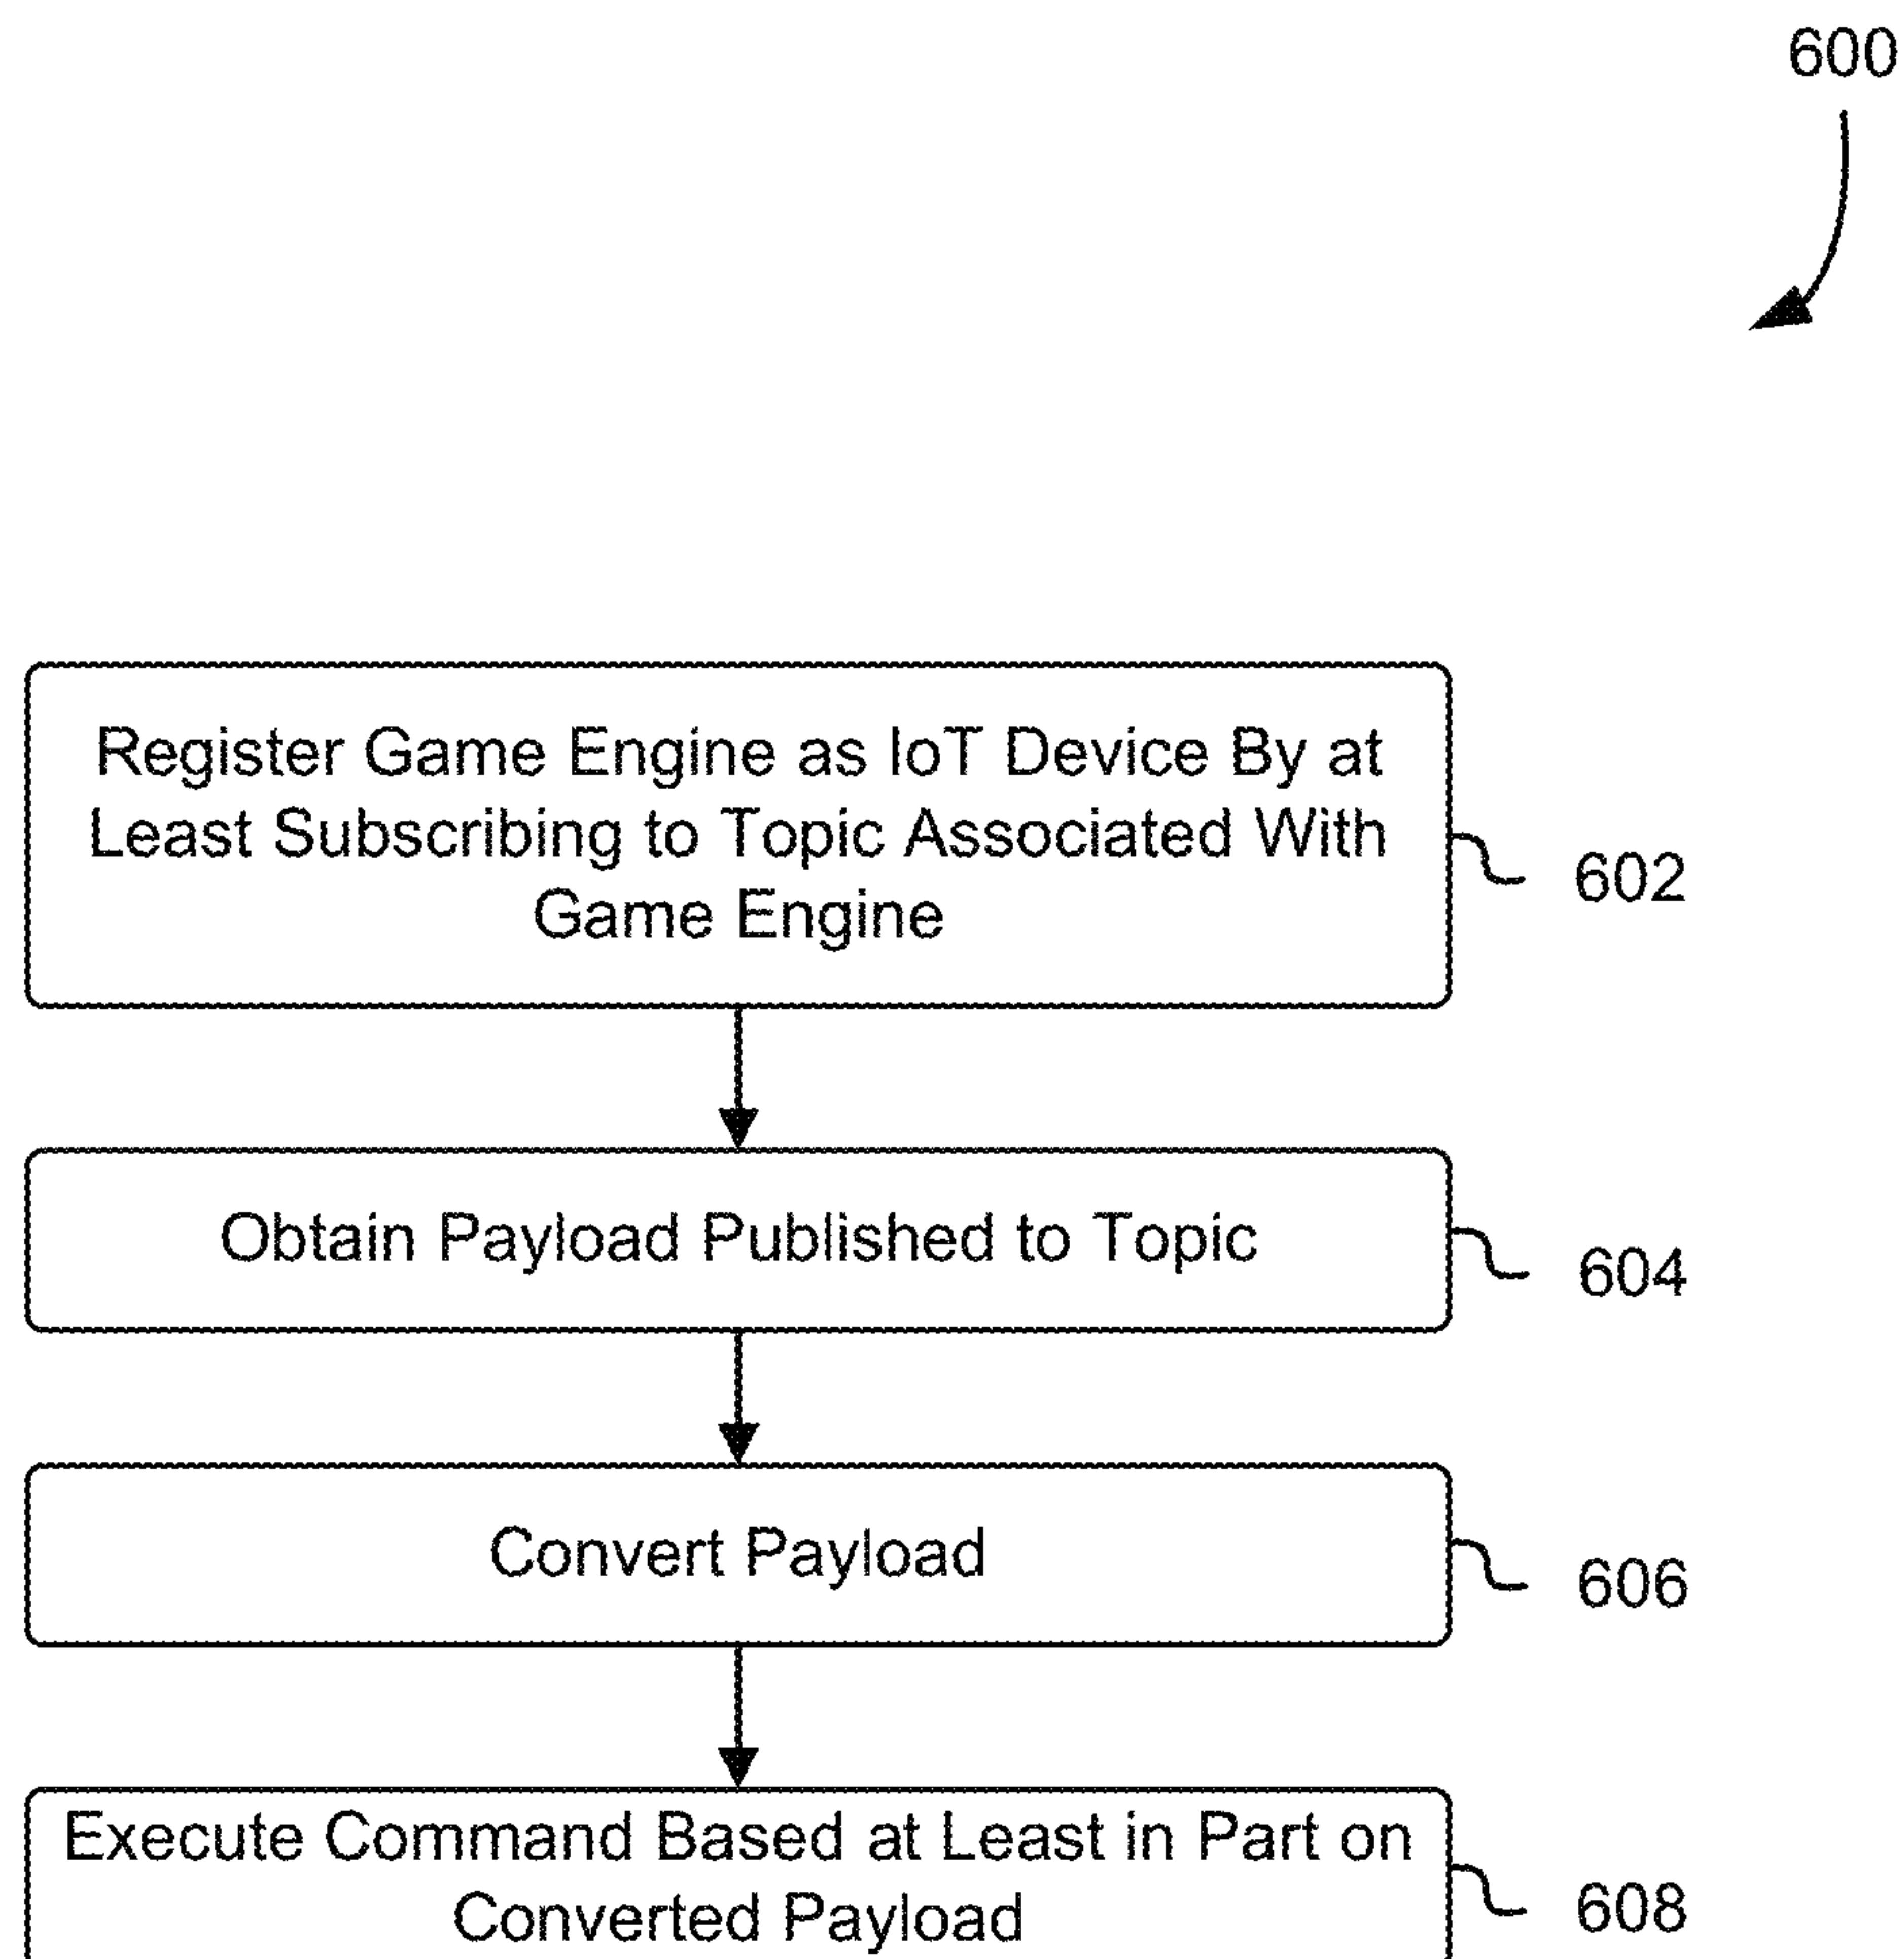 600
Register Game Engine as IoT Device By at
Least Subscribing to Topic Associated With
Game Engine
602
Obtain Payload Published to Topic
604
Convert Payload
606
Execute Command Based at Least in Part on
Converted Payload
608